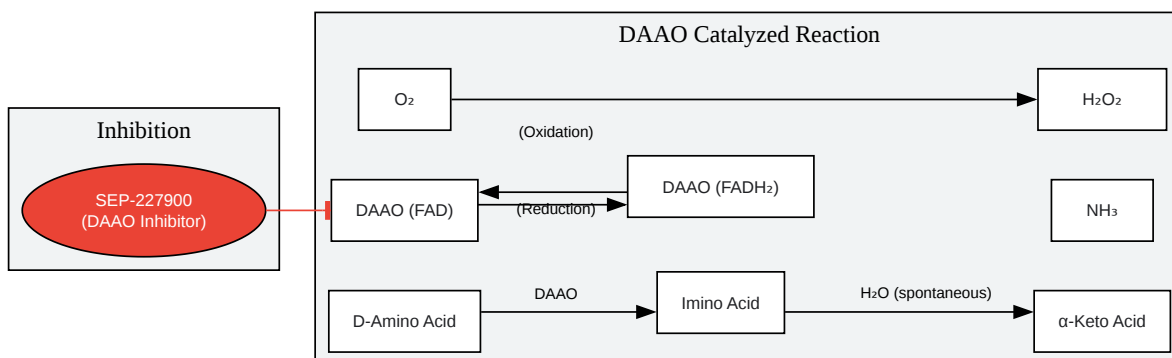 DAAO Catalyzed Reaction
O₂
H₂O₂
(Oxidation)
Inhibition
SEP-227900
(DAAO Inhibitor)
DAAO (FAD)
(Reduction)
DAAO (FADH₂)
NH₃
D-Amino Acid
DAAO
Imino Acid
H₂O (spontaneous)
α-Keto Acid